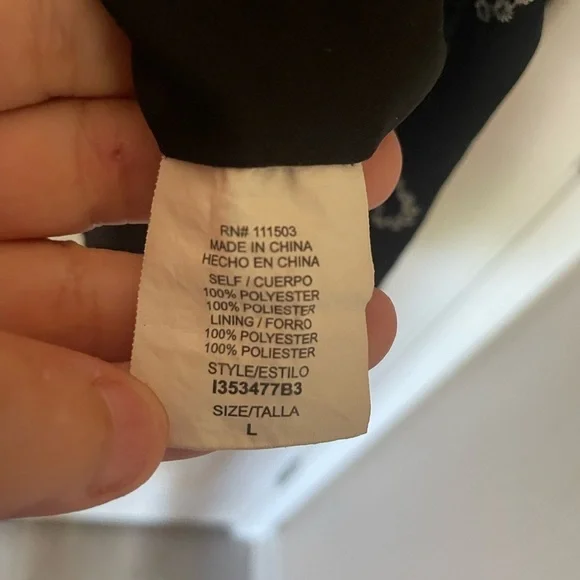 RN# 111503
MADE IN CHINA
HECHO EN CHINA
SELF / CUERPO
100% POLYESTER
100% POLIESTER
LINING / FORRO
100% POLYESTER
100% POLIESTER
STYLE/ESTILO
I353477B3
SIZE/TALLA
L